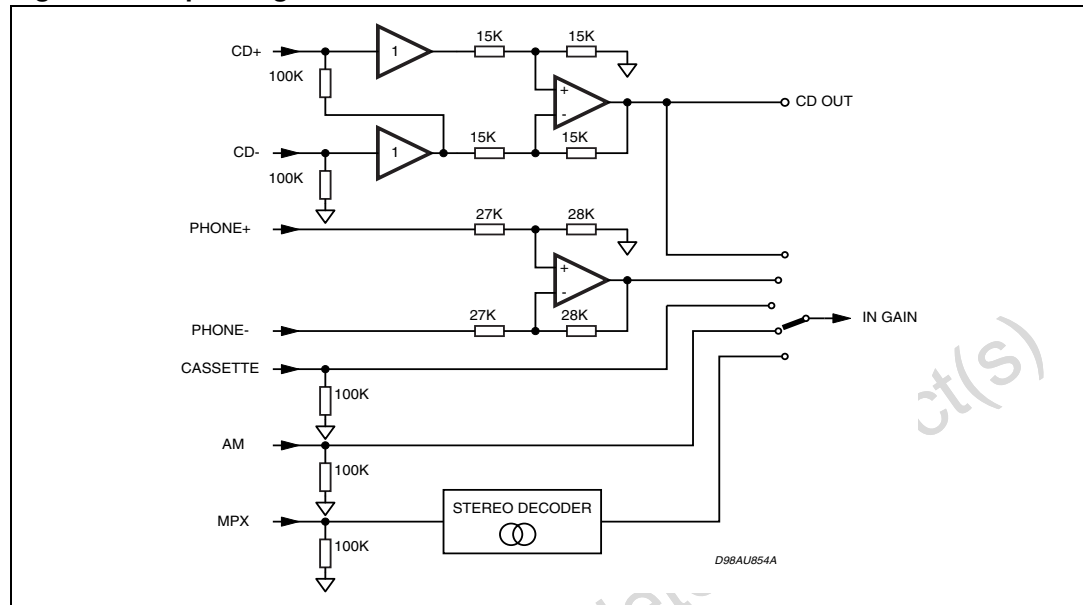 CD+
100K
1
15K
15K
+
-
CD OUT
CD-
100K
1
15K
15K
PHONE+
27K
28K
+
-
PHONE-
27K
28K
IN GAIN
CASSETTE
100K
AM
100K
MPX
100K
STEREO DECODER
D98AU854A
ct(s)